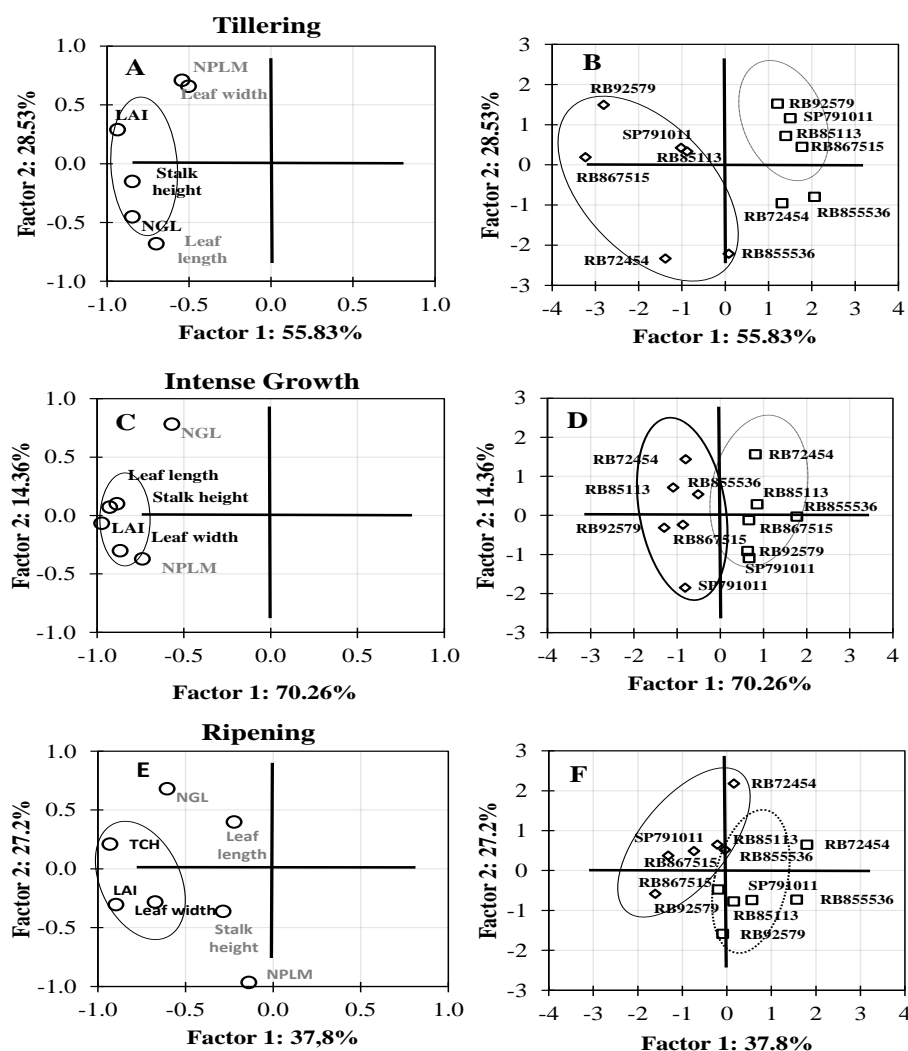 Tillering
A
NPLM
Leaf width
LAI
Stalk
height
NGL
Leaf
length
1.0
0.5
0.0
-0.5
-1.0
-1.0
-0.5
0.0
0.5
1.0
Factor 2: 28.53%
Factor 1: 55.83%
B
RB92579
SP791011
RB85113
RB867515
RB72454
RB855536
RB92579
SP791011
RB85113
RB867515
RB72454
RB855536
3
2
1
0
-1
-2
-3
-4
-3
-2
-1
0
1
2
3
4
Factor 2: 28.53%
Factor 1: 55.83%
Intense Growth
C
NGL
Leaf length
Stalk height
LAI
Leaf width
NPLM
1.0
0.5
0.0
-0.5
-1.0
-1.0
-0.5
0.0
0.5
1.0
Factor 2: 14.36%
Factor 1: 70.26%
D
RB72454
RB855536
RB85113
RB92579
RB867515
SP791011
RB72454
RB85113
RB855536
RB867515
RB92579
SP791011
3
2
1
0
-1
-2
-3
-4
-3
-2
-1
0
1
2
3
4
Factor 2: 14.36%
Factor 1: 70.26%
Ripening
E
NGL
Leaf
length
TCH
LAI
Leaf width
Stalk
height
NPLM
1.0
0.5
0.0
-0.5
-1.0
-1.0
-0.5
0.0
0.5
1.0
Factor 2: 27.2%
Factor 1: 37,8%
F
RB72454
SP791011
RB85113
RB867515
RB855536
RB72454
RB867515
SP791011
RB92579
RB85113
RB855536
RB92579
3
2
1
0
-1
-2
-3
-4
-3
-2
-1
0
1
2
3
4
Factor 2: 27.2%
Factor 1: 37.8%